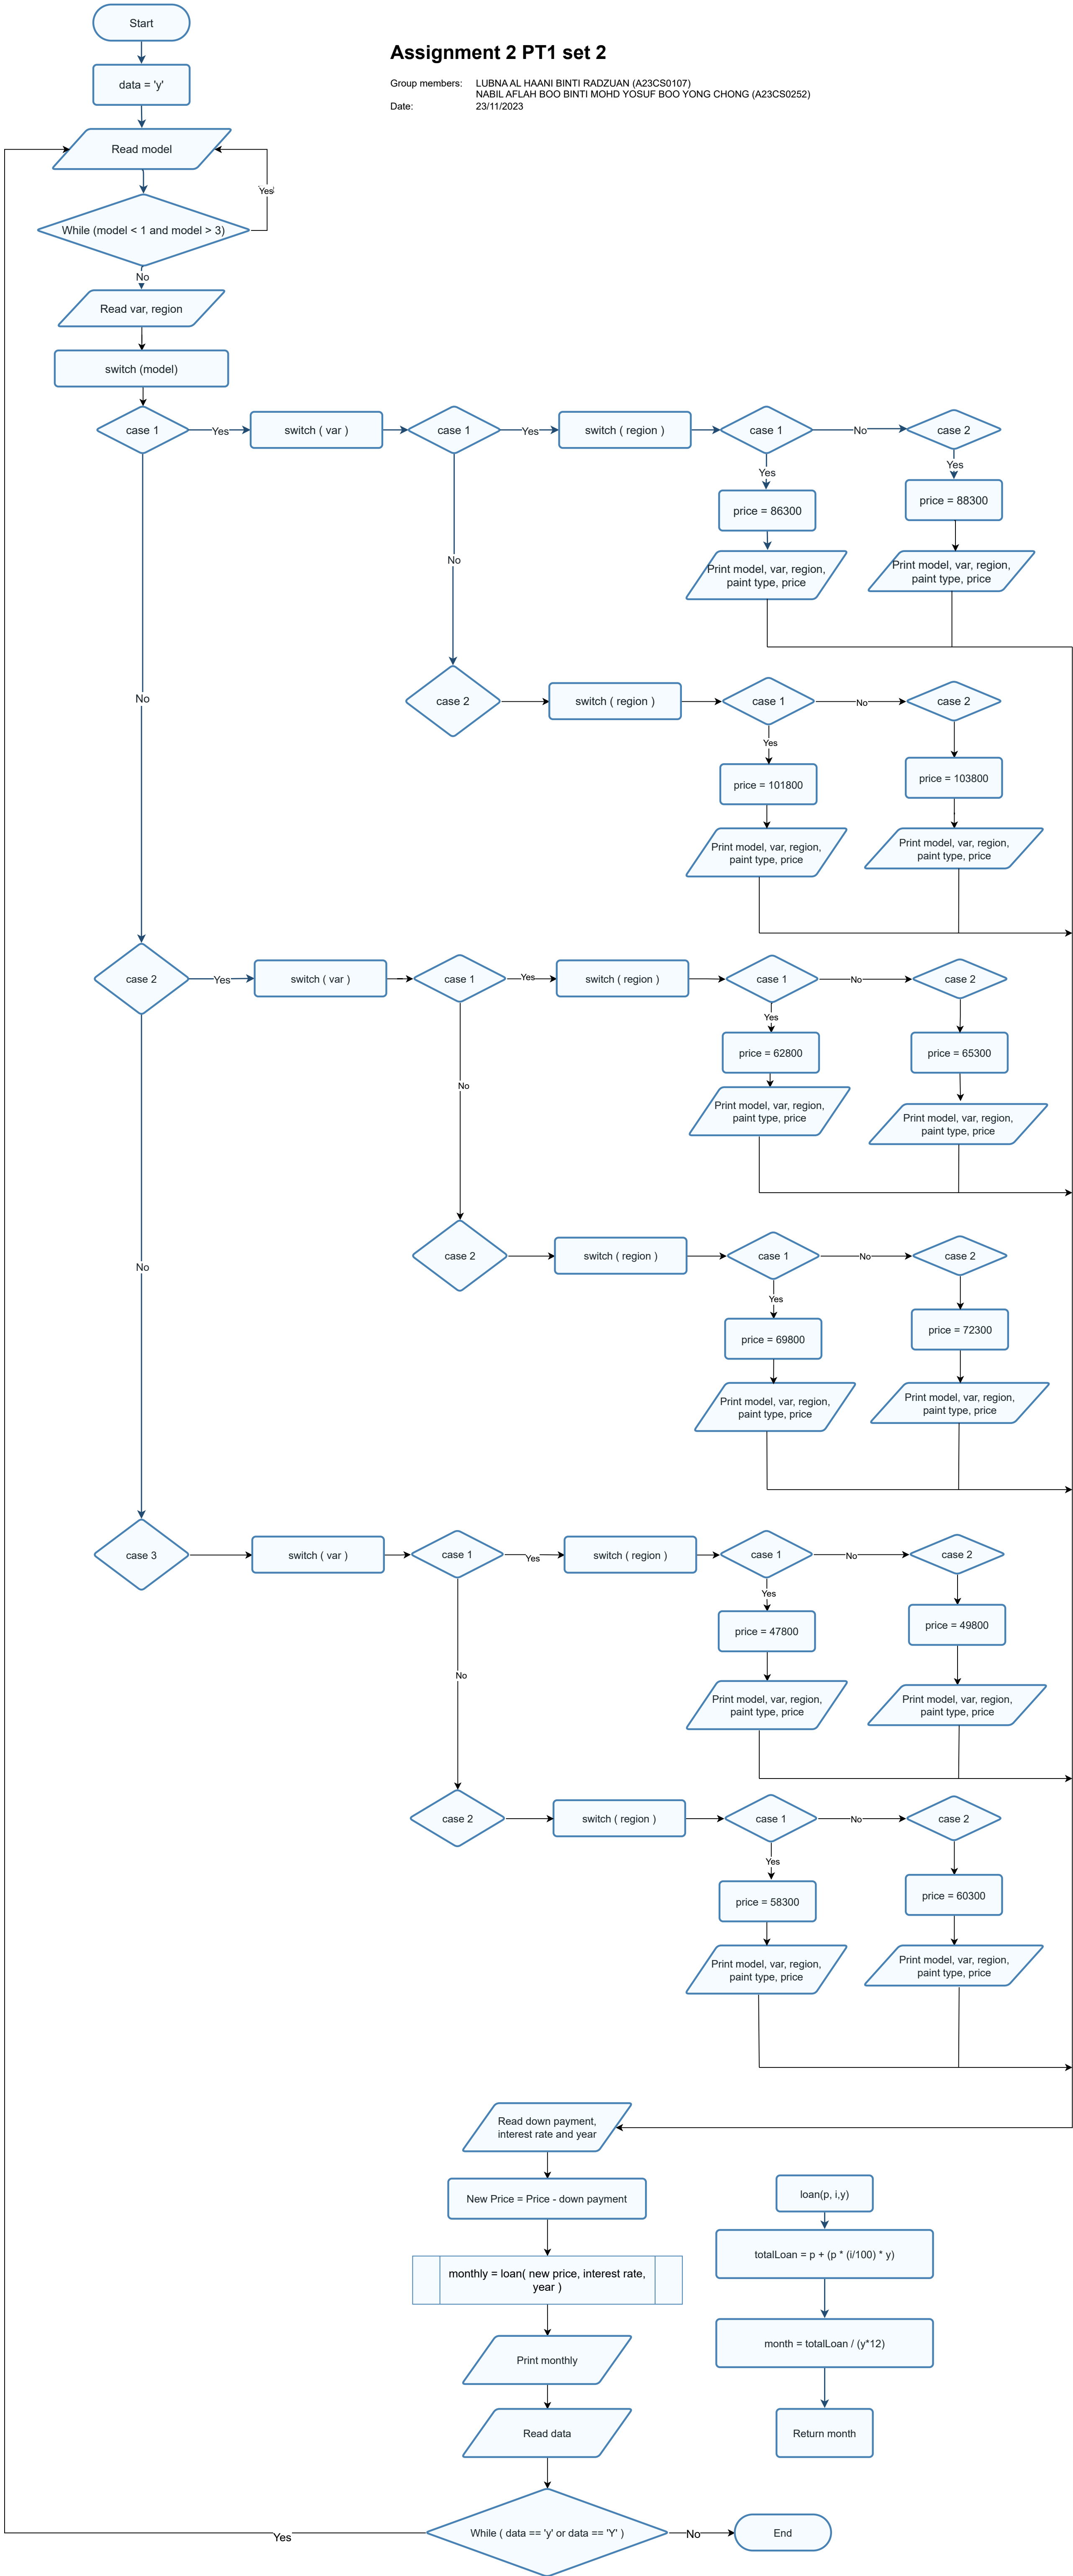 Start
Assignment 2 PT1 set 2
data = 'y'
Group members: LUBNA AL HAANI BINTI RADZUAN (A23CS0107)
NABIL AFLAH BOO BINTI MOHD YOSUF BOO YONG CHONG (A23CS0252)
Date: 23/11/2023
Read model
Yes
While (model < 1 and model > 3)
No
Read var, region
switch (model)
case 1
Yes
switch ( var )
case 1
Yes
switch ( region )
case 1
No
case 2
Yes
Yes
price = 86300
price = 88300
No
Print model, var, region,
paint type, price
Print model, var, region,
paint type, price
No
case 2
switch ( region )
case 1
No
case 2
Yes
price = 101800
price = 103800
Print model, var, region,
paint type, price
Print model, var, region,
paint type, price
case 2
Yes
switch ( var )
case 1
Yes
switch ( region )
case 1
No
case 2
Yes
price = 62800
price = 65300
No
Print model, var, region,
paint type, price
Print model, var, region,
paint type, price
No
case 2
switch ( region )
case 1
No
case 2
Yes
price = 69800
price = 72300
Print model, var, region,
paint type, price
Print model, var, region,
paint type, price
case 3
switch ( var )
case 1
Yes
switch ( region )
case 1
No
case 2
Yes
price = 47800
price = 49800
No
Print model, var, region,
paint type, price
Print model, var, region,
paint type, price
case 2
switch ( region )
case 1
No
case 2
Yes
price = 58300
price = 60300
Print model, var, region,
paint type, price
Print model, var, region,
paint type, price
Read down payment,
interest rate and year
New Price = Price - down payment
monthly = loan( new price, interest rate,
year )
Print monthly
Read data
While ( data == 'y' or data == 'Y' )
Yes
No
End
loan(p, i,y)
totalLoan = p + (p * (i/100) * y)
month = totalLoan / (y*12)
Return month